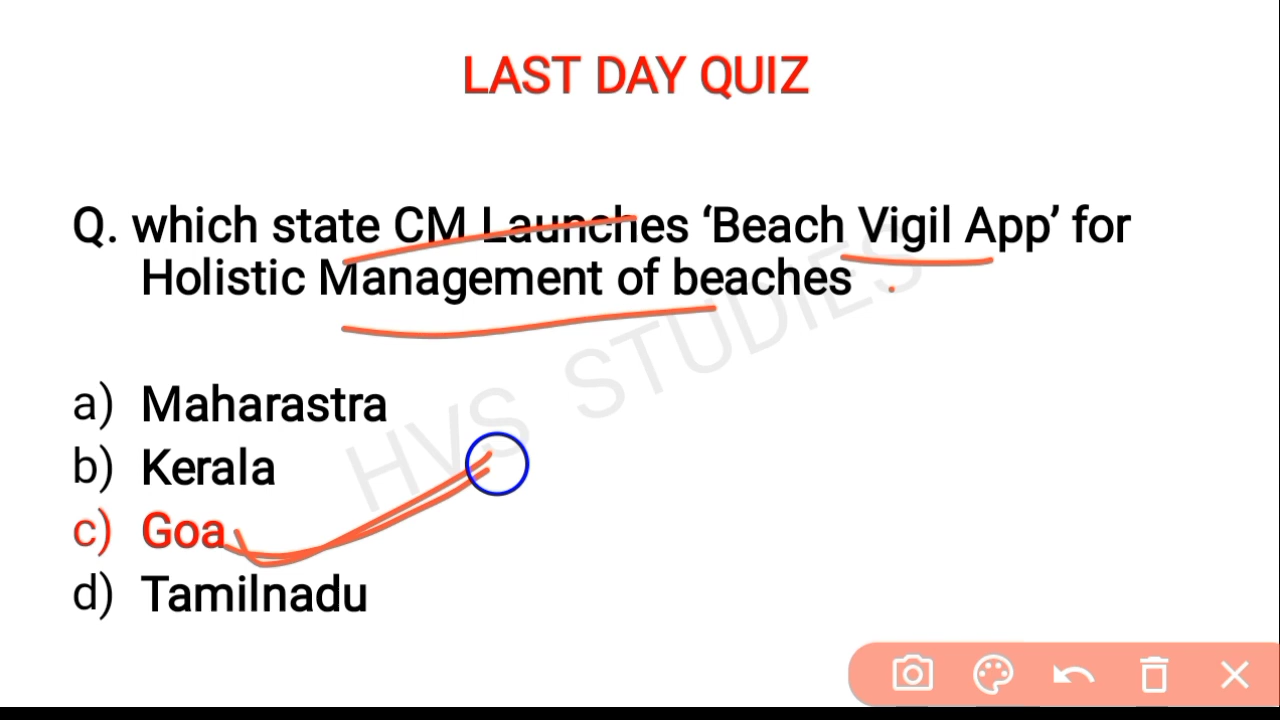 LAST DAY QUIZ
Q. which state CM Launches ‘Beach Vigil App’ for
Holistic Management of beaches
HVS STUDIES
a) Maharastra
b) Kerala
c) Goa
d) Tamilnadu